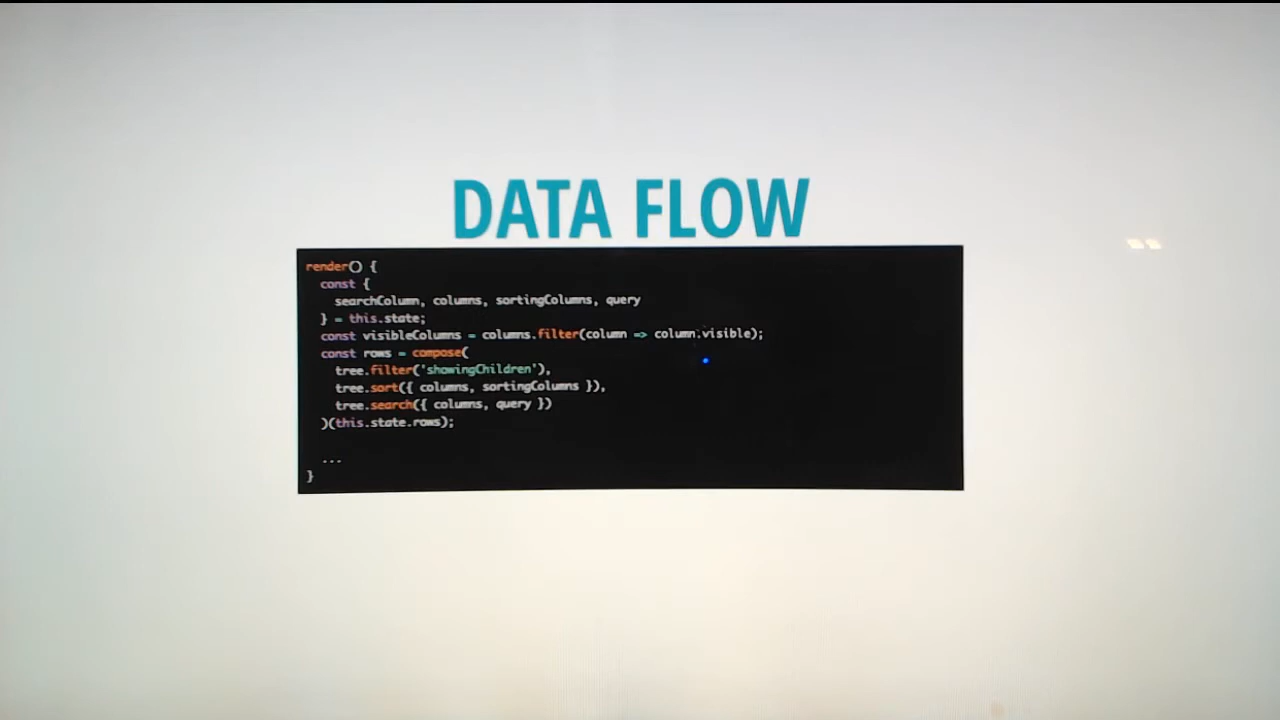 DATA FLOW
render() {
  const {
    searchColumn, columns, sortingColumns, query
  } = this.state;
  const visibleColumns = columns.filter(column => column.visible);
  const rows = compose(
    tree.filter('showingChildren'),
    tree.sort({ columns, sortingColumns }),
    tree.search({ columns, query })
  )(this.state.rows);
  ...
}